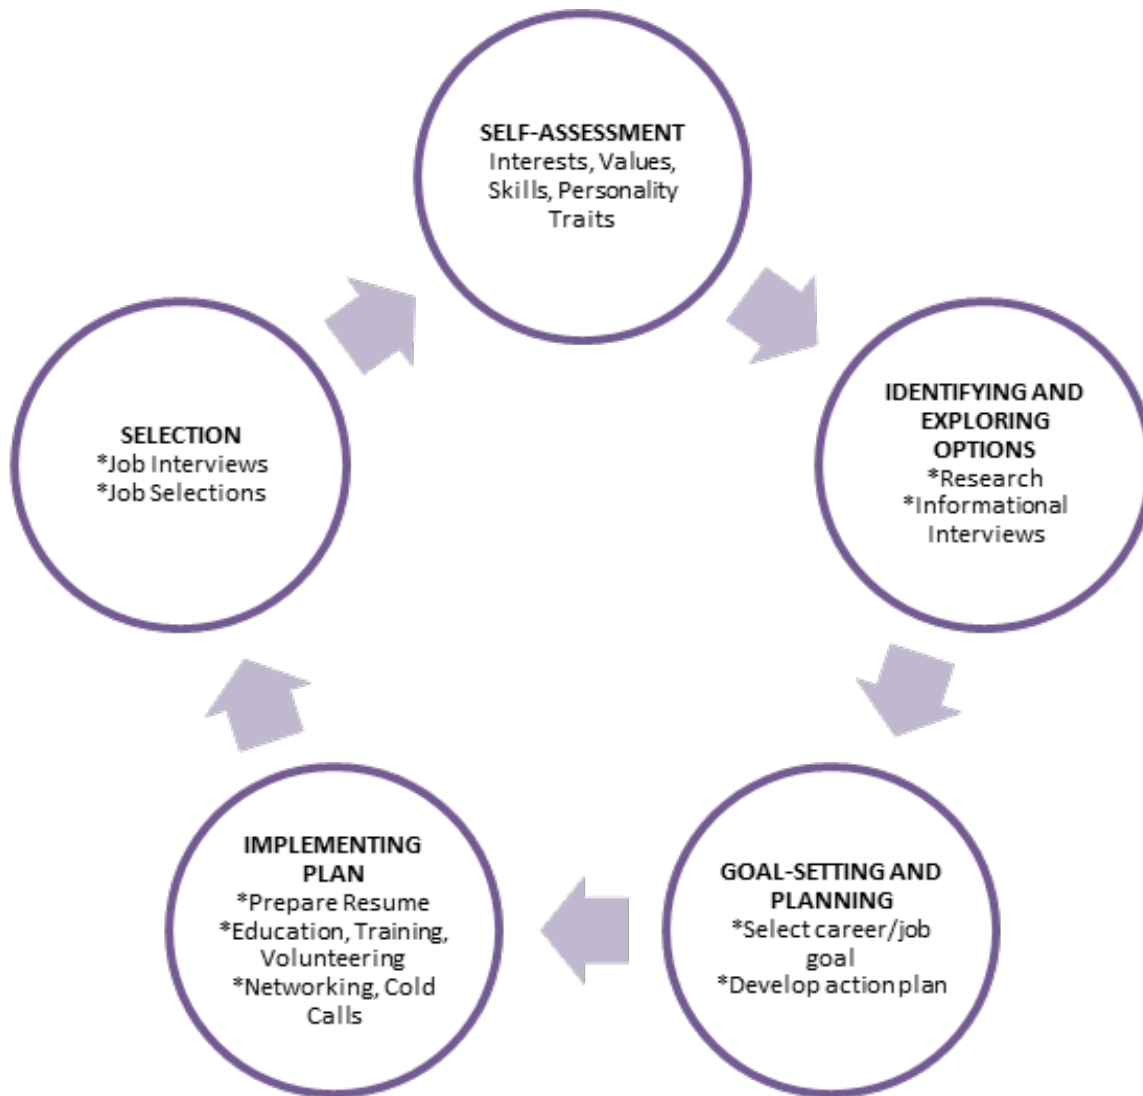 SELF-ASSESSMENT
Interests, Values,
Skills, Personality
Traits
IDENTIFYING AND
EXPLORING
OPTIONS
*Research
*Informational
Interviews
GOAL-SETTING AND
PLANNING
*Select career/job
goal
*Develop action plan
IMPLEMENTING
PLAN
*Prepare Resume
*Education, Training,
Volunteering
*Networking, Cold
Calls
SELECTION
*Job Interviews
*Job Selections